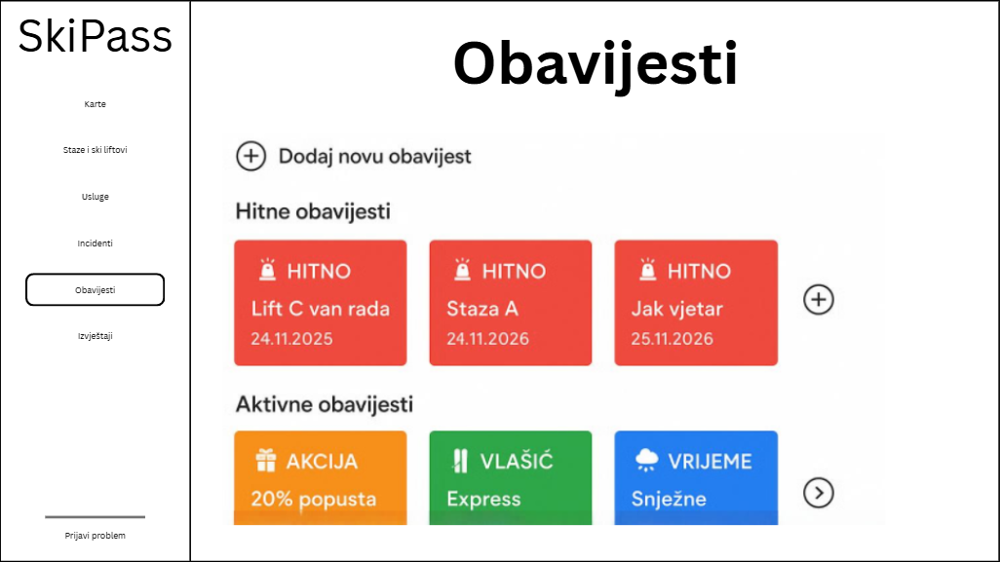 SkiPass
Karte
Staze i ski liftovi
Usluge
Incidenti
Obavijesti
Izvještaji
Prijavi problem
Obavijesti
Dodaj novu obavijest
Hitne obavijesti
HITNO
Lift C van rada
24.11.2025
HITNO
Staza A
24.11.2026
HITNO
Jak vjetar
25.11.2026
Aktivne obavijesti
AKCIJA
20% popusta
VLAŠIĆ
Express
VRIJEME
Snježne